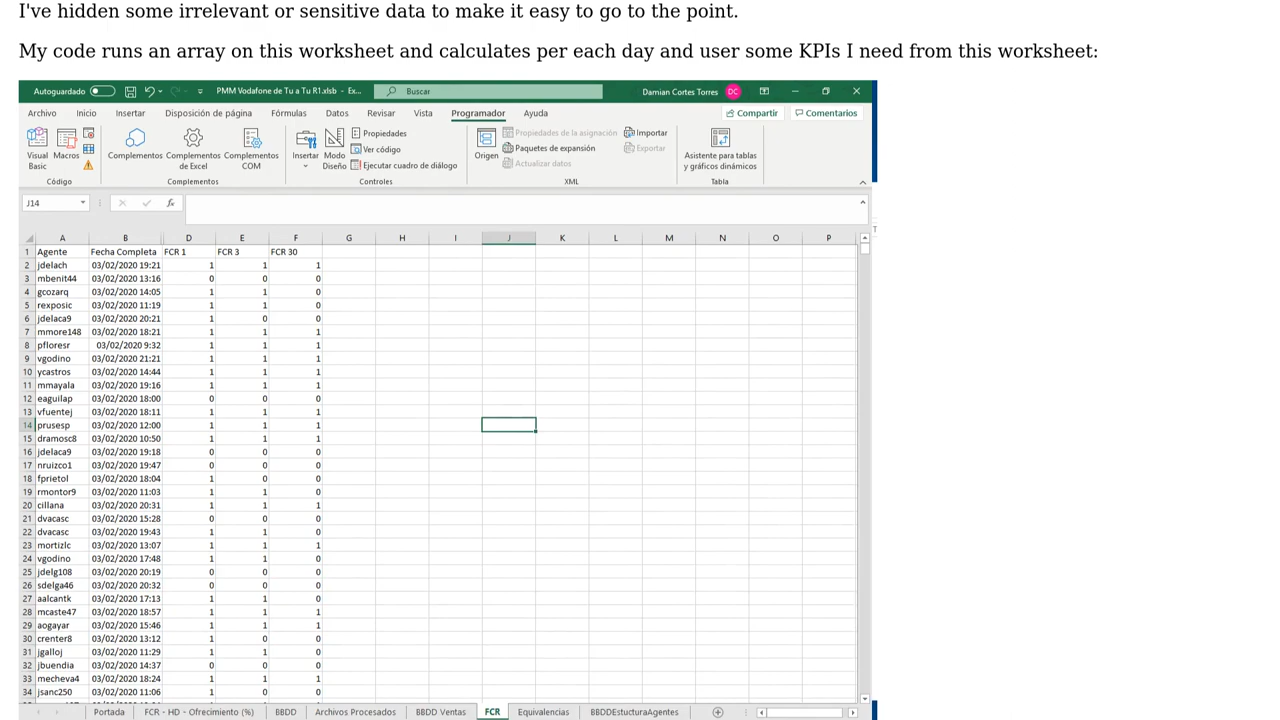 I've hidden some irrelevant or sensitive data to make it easy to go to the point.
My code runs an array on this worksheet and calculates per each day and user some KPIs I need from this worksheet:
Autoguardado PMM Vodafone de Tu a Tu R1.xlsb - Ex... Buscar Damian Cortes Torres DC
Archivo Inicio Insertar Disposición de página Fórmulas Datos Revisar Vista Programador Ayuda Compartir Comentarios
Visual Basic Macros Complementos Complementos de Excel Complementos COM Insertar Modo Diseño Propiedades Ver código Ejecutar cuadro de diálogo Origen Propiedades de la asignación Paquetes de expansión Actualizar datos Importar Exportar Asistente para tablas y gráficos dinámicos
Código Complementos Controles XML Tabla
J14 fx
A B D E F G H I J K L M N O P
1 Agente Fecha Completa FCR 1 FCR 3 FCR 30
2 jdelach 03/02/2020 19:21 1 1 1
3 mbenit44 03/02/2020 13:16 0 0 0
4 gcozarq 03/02/2020 14:05 1 1 0
5 rexposic 03/02/2020 11:19 1 1 0
6 jdelaca9 03/02/2020 20:21 1 0 0
7 mmore148 03/02/2020 18:21 1 1 1
8 pfloresr 03/02/2020 9:32 1 1 1
9 vgodino 03/02/2020 21:21 1 1 1
10 ycastros 03/02/2020 14:44 1 1 1
11 mmayala 03/02/2020 19:16 1 1 1
12 eaguilap 03/02/2020 18:00 0 0 0
13 vfuentej 03/02/2020 18:11 1 1 1
14 prusesp 03/02/2020 12:00 1 1 1
15 dramosc8 03/02/2020 10:50 1 1 1
16 jdelaca9 03/02/2020 19:18 0 0 0
17 nruizco1 03/02/2020 19:47 0 0 0
18 fprietol 03/02/2020 18:04 1 0 0
19 rmontor9 03/02/2020 11:03 1 1 0
20 cillana 03/02/2020 20:31 1 1 1
21 dvacasc 03/02/2020 15:28 0 0 0
22 dvacasc 03/02/2020 19:43 1 1 0
23 mortizlc 03/02/2020 13:07 1 1 1
24 vgodino 03/02/2020 17:48 1 1 0
25 jdelg108 03/02/2020 20:19 0 0 0
26 sdelga46 03/02/2020 20:32 0 0 0
27 aalcantk 03/02/2020 17:13 1 1 0
28 mcaste47 03/02/2020 18:57 1 1 1
29 aogayar 03/02/2020 15:46 1 1 1
30 crenter8 03/02/2020 13:12 1 0 0
31 jgalloj 03/02/2020 11:29 1 1 0
32 jbuendia 03/02/2020 14:37 0 0 0
33 mecheva4 03/02/2020 18:24 1 1 1
34 jsanc250 03/02/2020 11:06 1 0 0
Portada FCR - HD - Ofrecimiento (%) BBDD Archivos Procesados BBDD Ventas FCR Equivalencias BBDDEstucturaAgentes